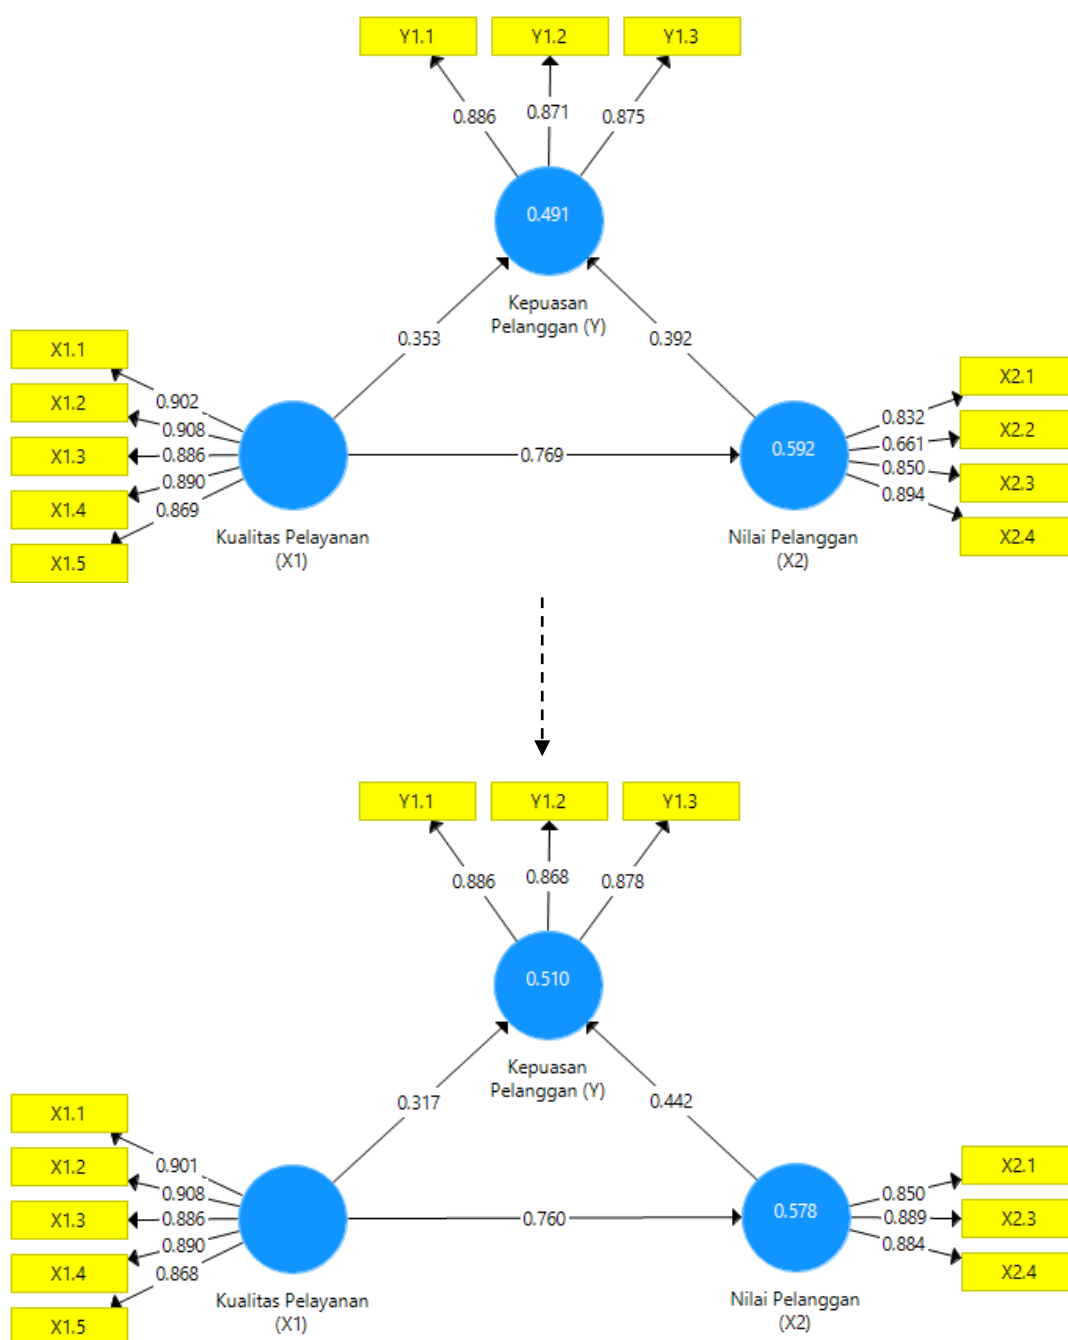 Y1.1
Y1.2
Y1.3
0.886
0.871
0.875
0.491
Kepuasan
Pelanggan (Y)
0.353
0.392
X1.1
X1.2
X1.3
X1.4
X1.5
0.902
0.908
0.886
0.890
0.869
Kualitas Pelayanan
(X1)
0.769
0.592
Nilai Pelanggan
(X2)
0.832
0.661
0.850
0.894
X2.1
X2.2
X2.3
X2.4
Y1.1
Y1.2
Y1.3
0.886
0.868
0.878
0.510
Kepuasan
Pelanggan (Y)
0.317
0.442
X1.1
X1.2
X1.3
X1.4
X1.5
0.901
0.908
0.886
0.890
0.868
Kualitas Pelayanan
(X1)
0.760
0.578
Nilai Pelanggan
(X2)
0.850
0.889
0.884
X2.1
X2.3
X2.4